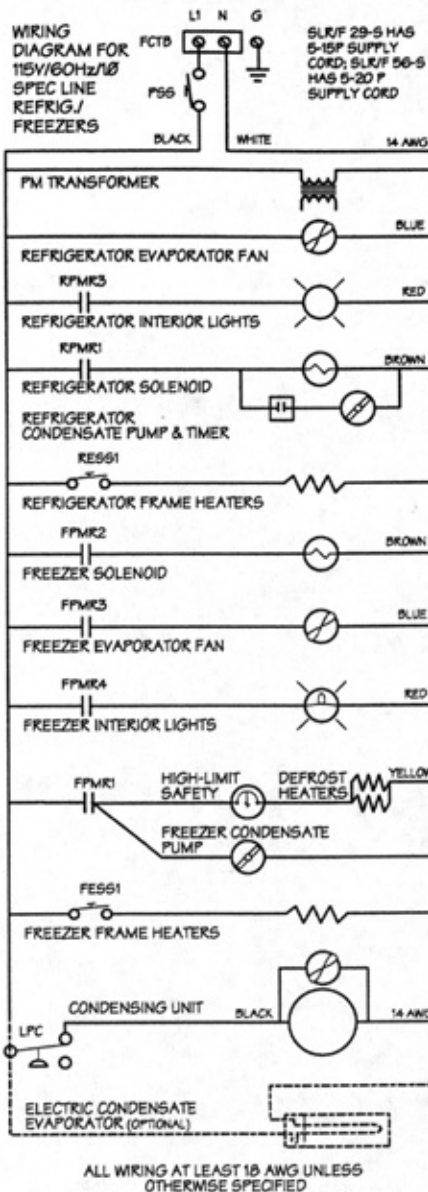 L1 N G
WIRING
DIAGRAM FOR
115V/60Hz/1Ø
SPEC LINE
REFRIG./
FREEZERS
FCTB
SLR/F 29-S HAS
5-15P SUPPLY
CORD; SLR/F 56-S
HAS 5-20 P
SUPPLY CORD
PSS
BLACK WHITE 14 AWG
PM TRANSFORMER
BLUE
REFRIGERATOR EVAPORATOR FAN
RPMR3 RED
REFRIGERATOR INTERIOR LIGHTS
RPMR1 BROWN
REFRIGERATOR SOLENOID
REFRIGERATOR
CONDENSATE PUMP & TIMER
RESS1
REFRIGERATOR FRAME HEATERS
FPMR2 BROWN
FREEZER SOLENOID
FPMR3 BLUE
FREEZER EVAPORATOR FAN
FPMR4 RED
FREEZER INTERIOR LIGHTS
FPMR1 HIGH-LIMIT DEFROST YELLOW
SAFETY HEATERS
FREEZER CONDENSATE
PUMP
FESS1
FREEZER FRAME HEATERS
CONDENSING UNIT BLACK 14 AWG
LPC
ELECTRIC CONDENSATE
EVAPORATOR (OPTIONAL)
ALL WIRING AT LEAST 18 AWG UNLESS
OTHERWISE SPECIFIED